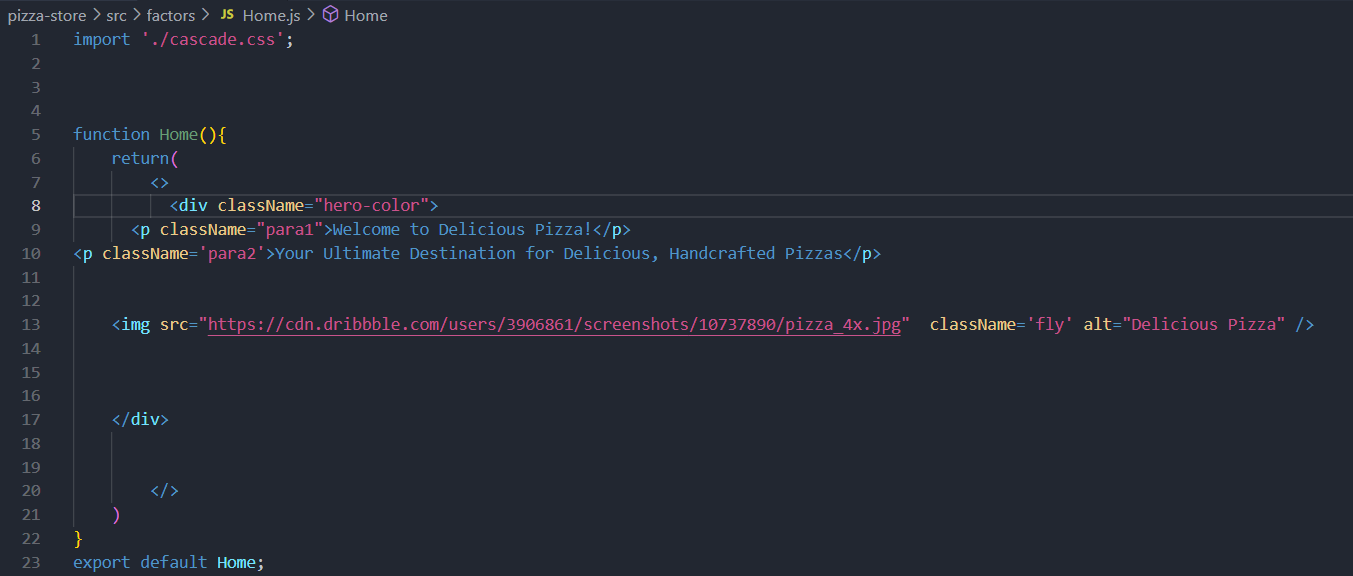 pizza-store > src > factors > JS Home.js > Home
1 import './cascade.css';
2
3
4
5 function Home(){
6     return(
7         <>
8           <div className="hero-color">
9       <p className="para1">Welcome to Delicious Pizza!</p>
10 <p className='para2'>Your Ultimate Destination for Delicious, Handcrafted Pizzas</p>
11
12
13     <img src="https://cdn.dribbble.com/users/3906861/screenshots/10737890/pizza_4x.jpg"  className='fly' alt="Delicious Pizza" />
14
15
16
17     </div>
18
19
20         </>
21     )
22 }
23 export default Home;